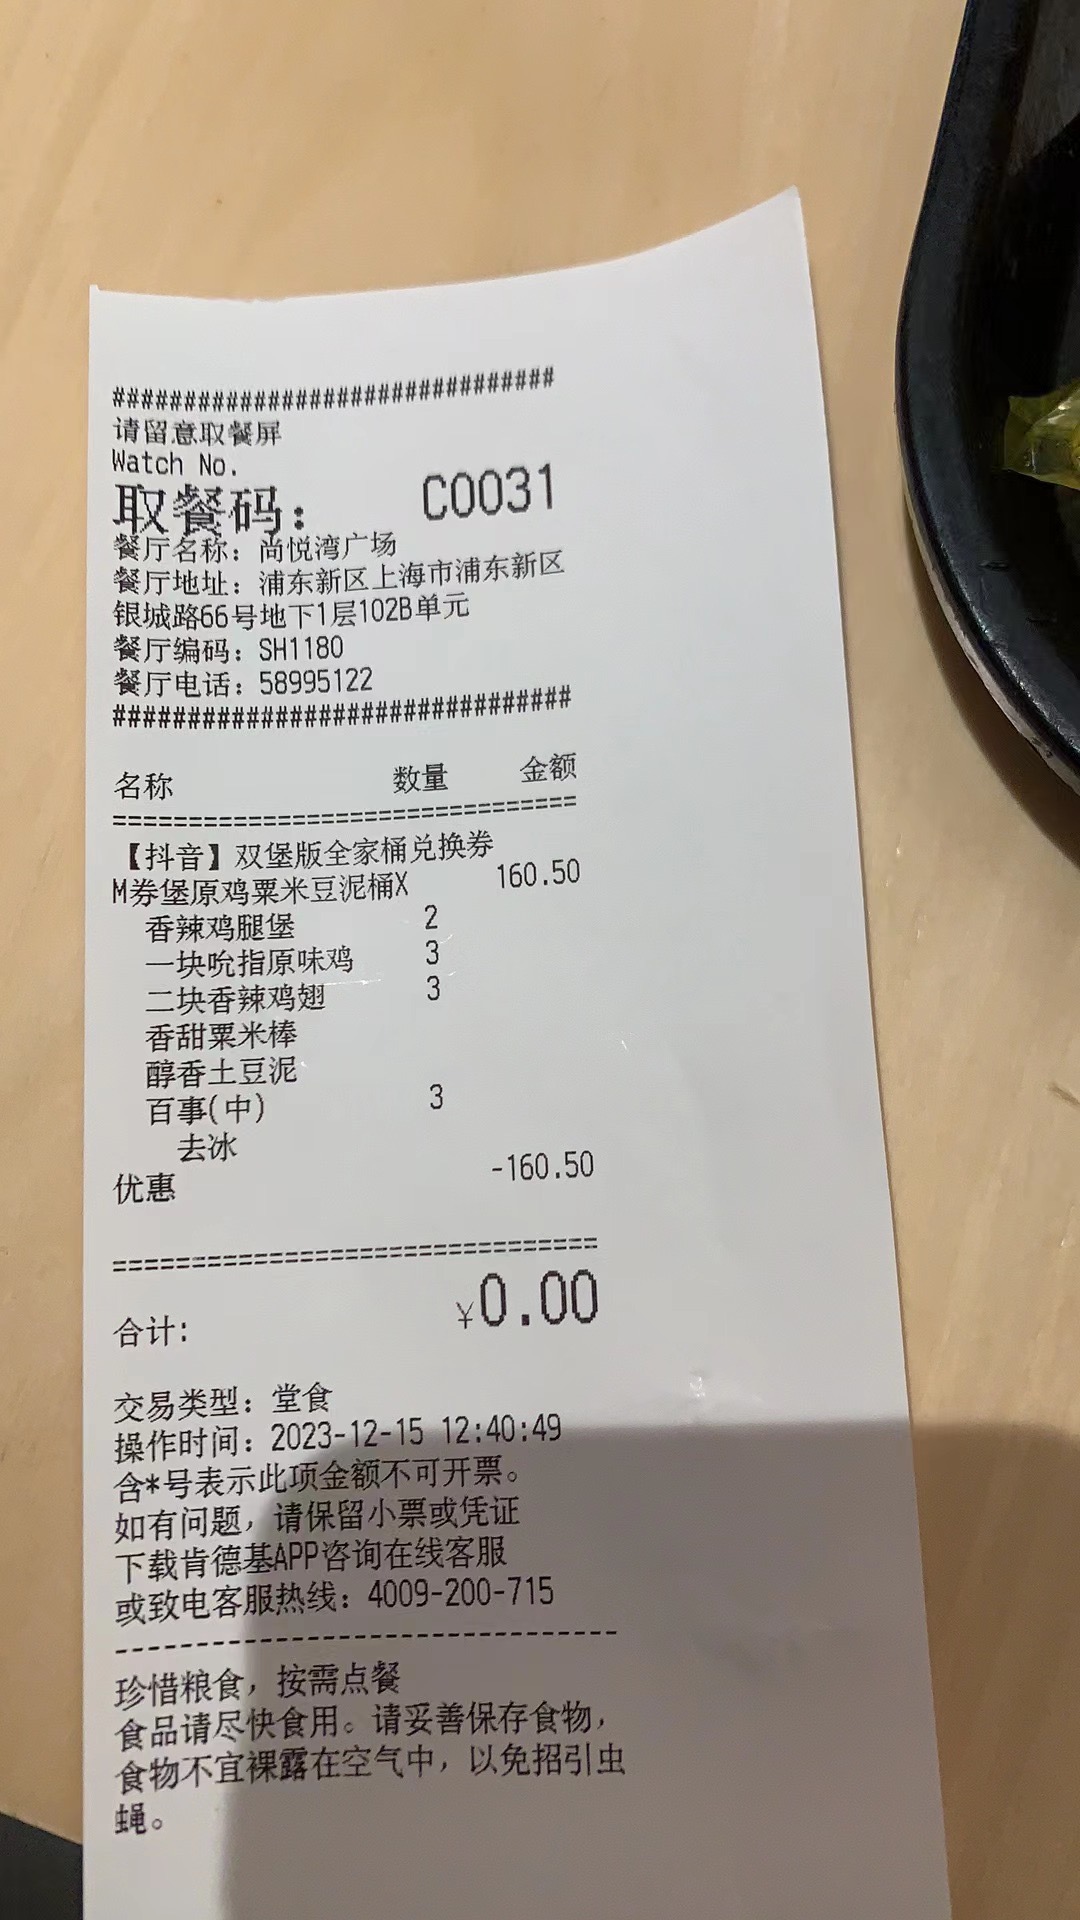 ################################
请留意取餐屏
Watch No.
取餐码： C0031
餐厅名称：尚悦湾广场
餐厅地址：浦东新区上海市浦东新区
银城路66号地下1层102B单元
餐厅编码：SH1180
餐厅电话：58995122
################################
名称 数量 金额
================================
【抖音】双堡版全家桶兑换券
M券堡原鸡粟米豆泥桶X 160.50
香辣鸡腿堡 2
一块吮指原味鸡 3
二块香辣鸡翅 3
香甜粟米棒
醇香土豆泥
百事(中) 3
去冰
优惠 -160.50
================================
合计: ¥0.00
交易类型：堂食
操作时间：2023-12-15 12:40:49
含*号表示此项金额不可开票。
如有问题，请保留小票或凭证
下载肯德基APP咨询在线客服
或致电客服热线：4009-200-715
--------------------------------
珍惜粮食，按需点餐
食品请尽快食用。请妥善保存食物，
食物不宜裸露在空气中，以免招引虫
蝇。